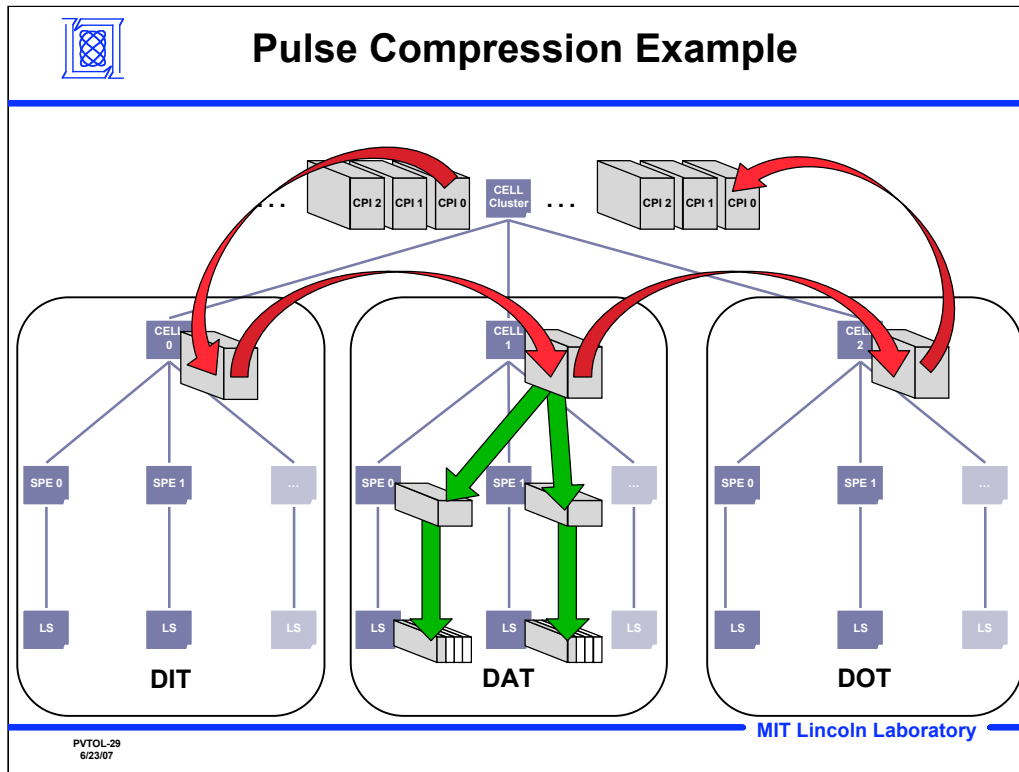 Pulse Compression Example
... CPI 2 CPI 1 CPI 0
CELL
Cluster
... CPI 2 CPI 1 CPI 0
CELL
0
CELL
1
CELL
2
SPE 0
SPE 1
...
SPE 0
SPE 1
...
SPE 0
SPE 1
...
LS
LS
LS
LS
LS
LS
LS
LS
LS
DIT
DAT
DOT
MIT Lincoln Laboratory
PVTOL-29
6/23/07